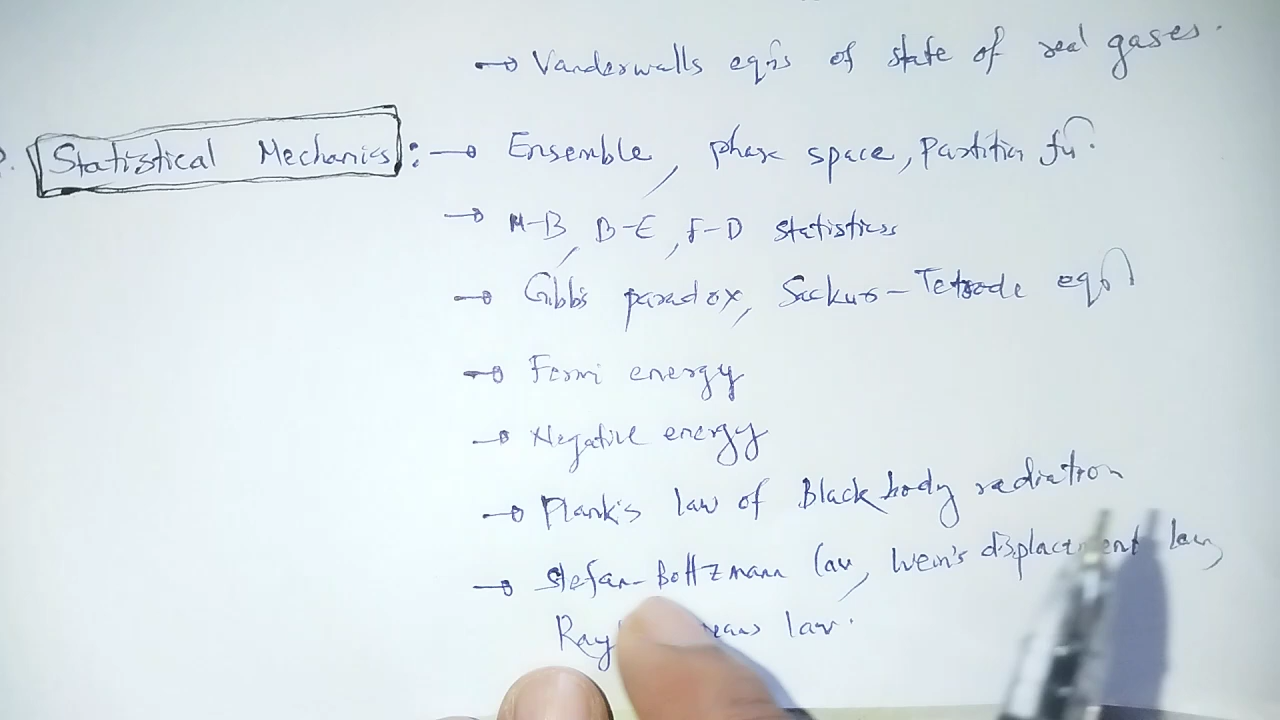 → Vanderwalls eqns of state of real gases.
Statistical Mechanics : → Ensemble, phase space, Partition fn.
→ M-B, B-E, F-D statistics
→ Gibb's paradox, Sackur-Tetrode eqn
→ Fermi energy
→ Negative energy
→ Plank's law of Black body radiation
→ Stefan-Boltzmann law, Wein's displacement law,
law.